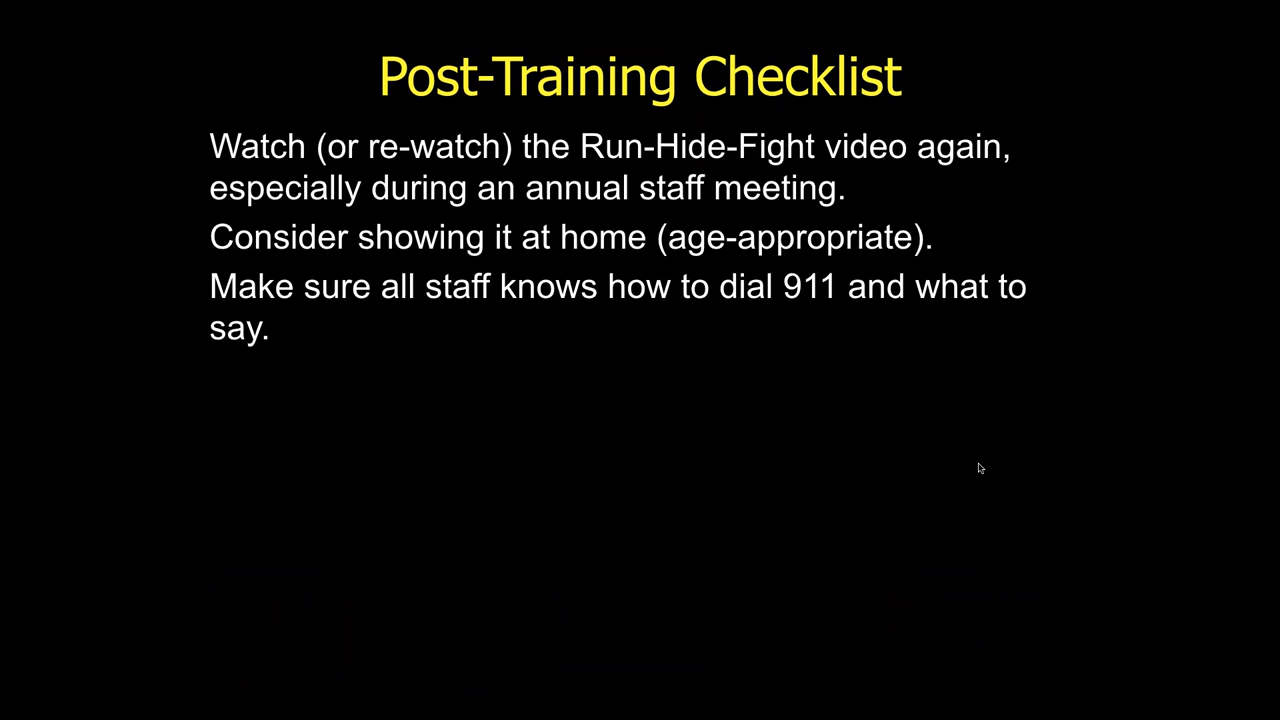 Post-Training Checklist
Watch (or re-watch) the Run-Hide-Fight video again,
especially during an annual staff meeting.
Consider showing it at home (age-appropriate).
Make sure all staff knows how to dial 911 and what to
say.